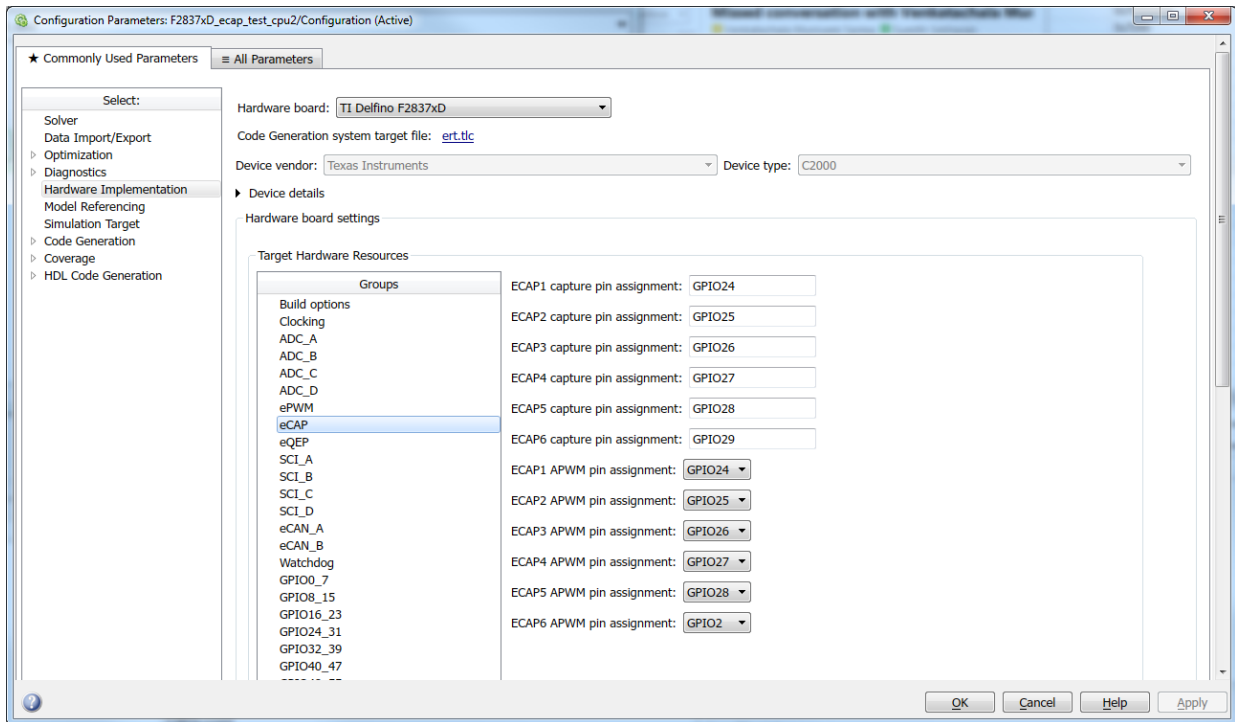 Configuration Parameters: F2837xD_ecap_test_cpu2/Configuration (Active)
★ Commonly Used Parameters
≡ All Parameters
Select:
Solver
Data Import/Export
Optimization
Diagnostics
Hardware Implementation
Model Referencing
Simulation Target
Code Generation
Coverage
HDL Code Generation
Hardware board: TI Delfino F2837xD
Code Generation system target file: ert.tlc
Device vendor: Texas Instruments Device type: C2000
Device details
Hardware board settings
Target Hardware Resources
Groups
Build options
Clocking
ADC_A
ADC_B
ADC_C
ADC_D
ePWM
eCAP
eQEP
SCI_A
SCI_B
SCI_C
SCI_D
eCAN_A
eCAN_B
Watchdog
GPIO0_7
GPIO8_15
GPIO16_23
GPIO24_31
GPIO32_39
GPIO40_47
ECAP1 capture pin assignment: GPIO24
ECAP2 capture pin assignment: GPIO25
ECAP3 capture pin assignment: GPIO26
ECAP4 capture pin assignment: GPIO27
ECAP5 capture pin assignment: GPIO28
ECAP6 capture pin assignment: GPIO29
ECAP1 APWM pin assignment: GPIO24
ECAP2 APWM pin assignment: GPIO25
ECAP3 APWM pin assignment: GPIO26
ECAP4 APWM pin assignment: GPIO27
ECAP5 APWM pin assignment: GPIO28
ECAP6 APWM pin assignment: GPIO2
OK Cancel Help Apply